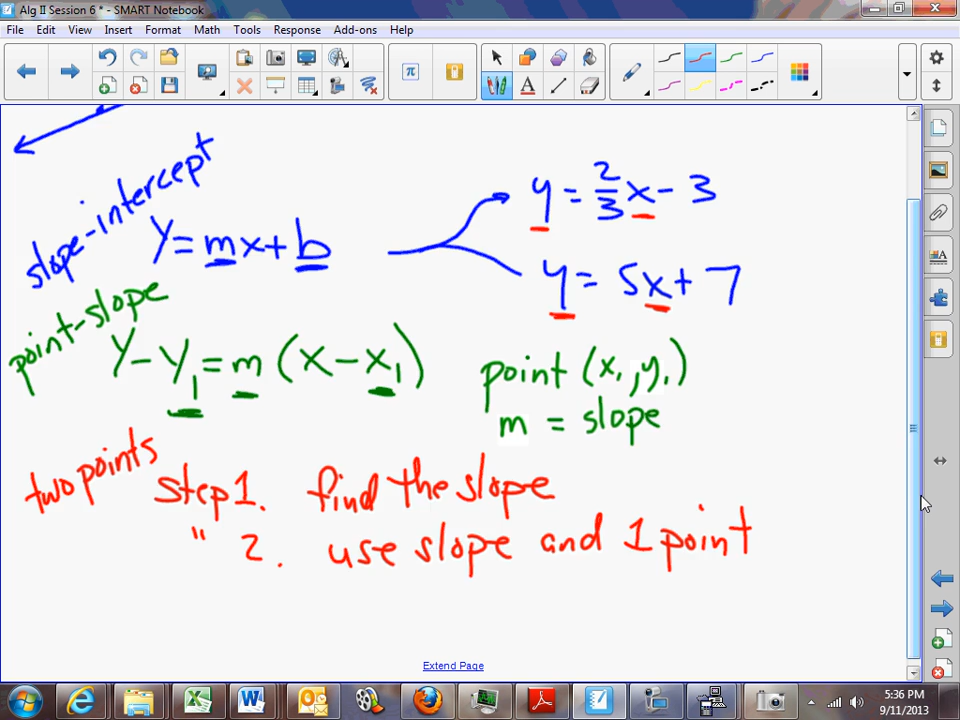 Alg II Session 6 * - SMART Notebook
File Edit View Insert Format Math Tools Response Add-ons Help
slope-intercept
y = mx + b
y = 2/3 x - 3
y = 5x + 7
point-slope
y - y₁ = m (x - x₁)
point (x₁, y₁)
m = slope
two points
step 1. find the slope
" 2. use slope and 1 point
Extend Page
5:36 PM
9/11/2013